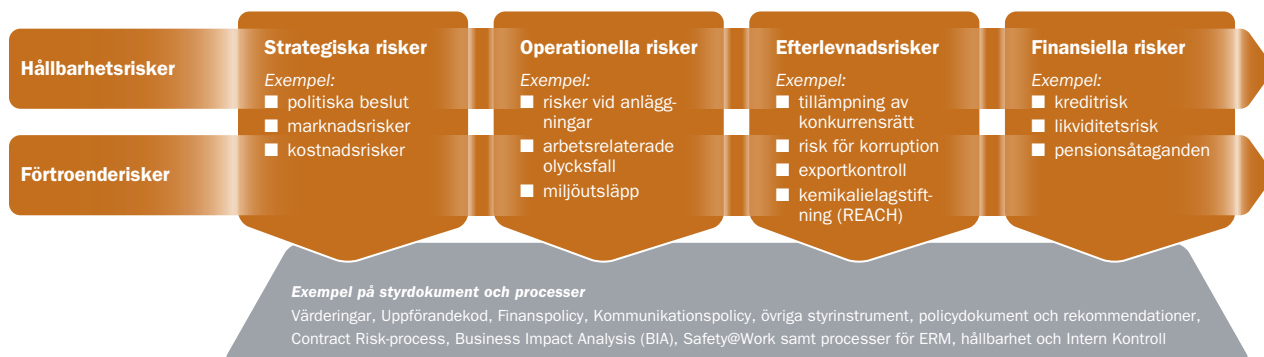 Hållbarhetsrisker
Förtroenderisker
Strategiska risker
Exempel:
■ politiska beslut
■ marknadsrisker
■ kostnadsrisker
Operationella risker
Exempel:
■ risker vid anlägg-
ningar
■ arbetsrelaterade
olycksfall
■ miljöutsläpp
Efterlevnadsrisker
Exempel:
■ tillämpning av
konkurrensrätt
■ risk för korruption
■ exportkontroll
■ kemikalielagstift-
ning (REACH)
Finansiella risker
Exempel:
■ kreditrisk
■ likviditetsrisk
■ pensionsåtaganden
Exempel på styrdokument och processer
Värderingar, Uppförandekod, Finanspolicy, Kommunikationspolicy, övriga styrinstrument, policydokument och rekommendationer,
Contract Risk-process, Business Impact Analysis (BIA), Safety@Work samt processer för ERM, hållbarhet och Intern Kontroll